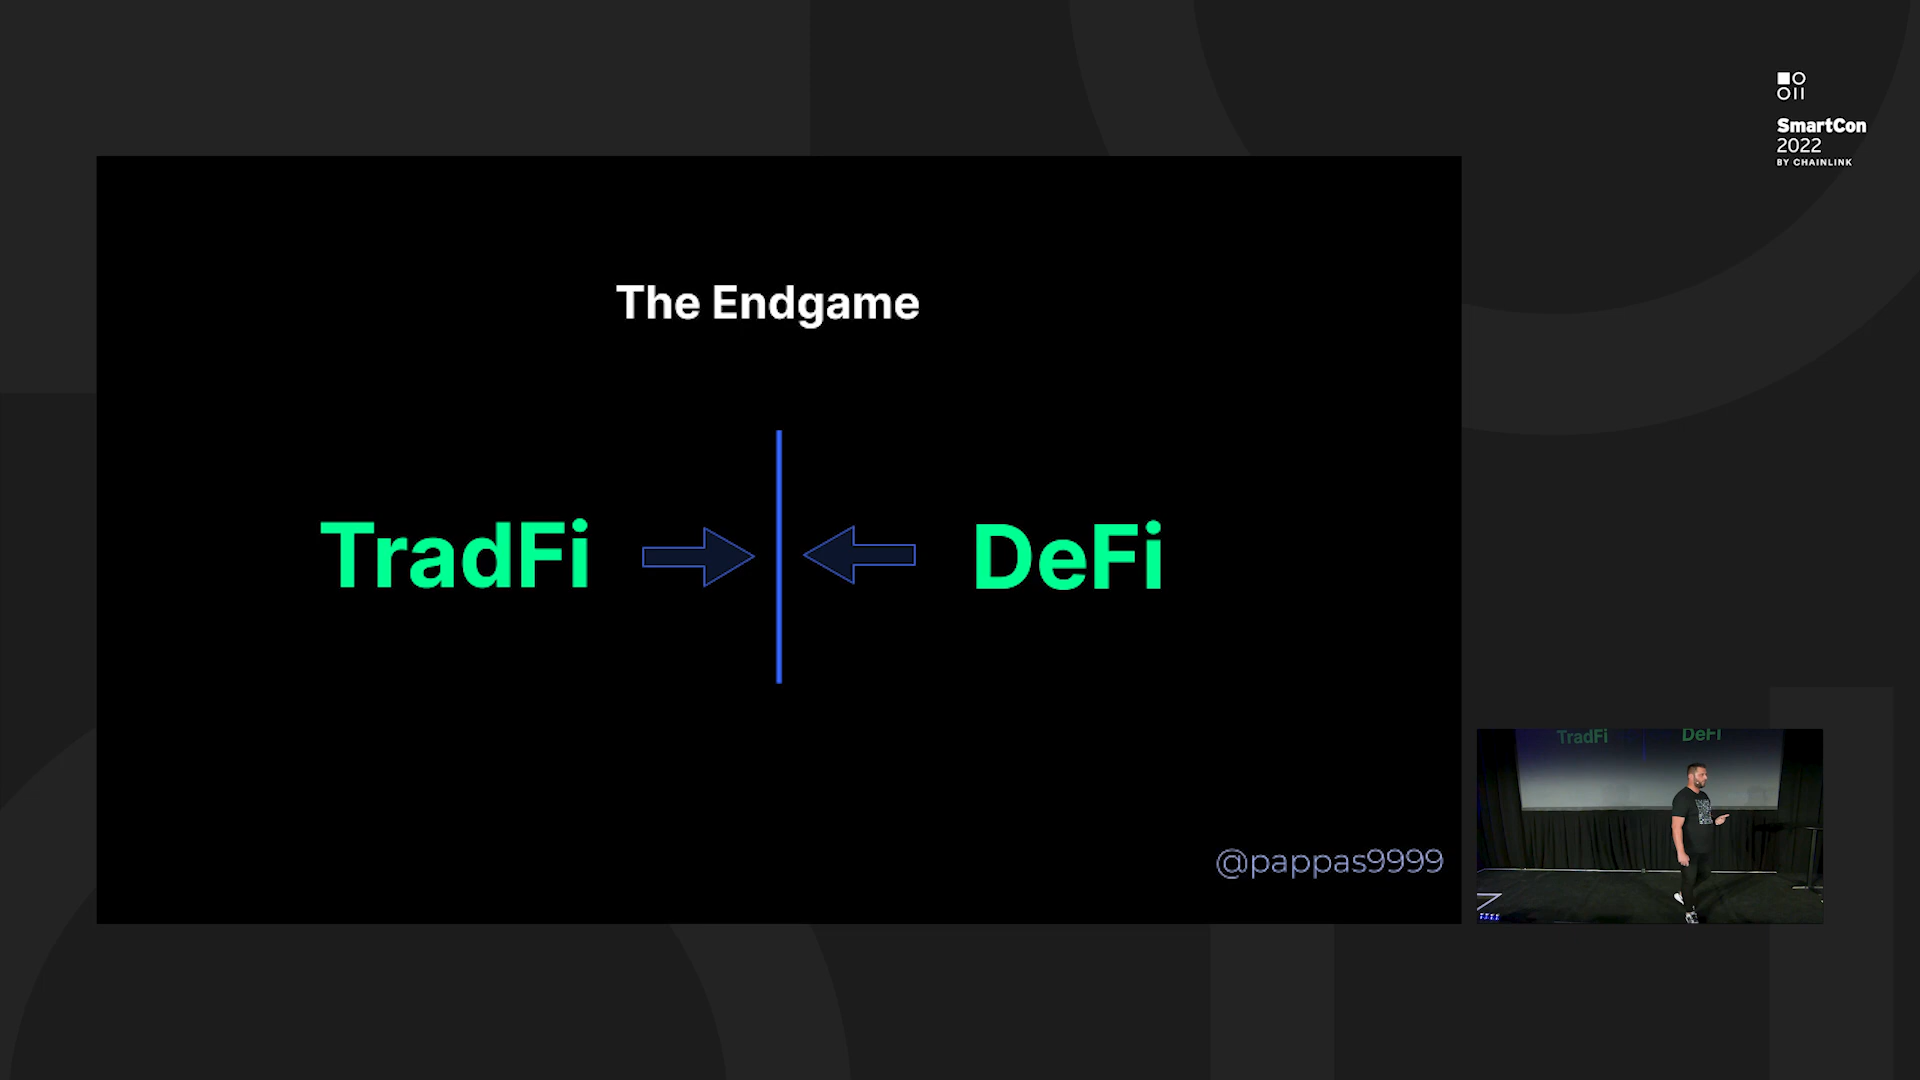 SmartCon
2022
BY CHAINLINK
The Endgame
TradFi
DeFi
@pappas9999
TradFi
DeFi